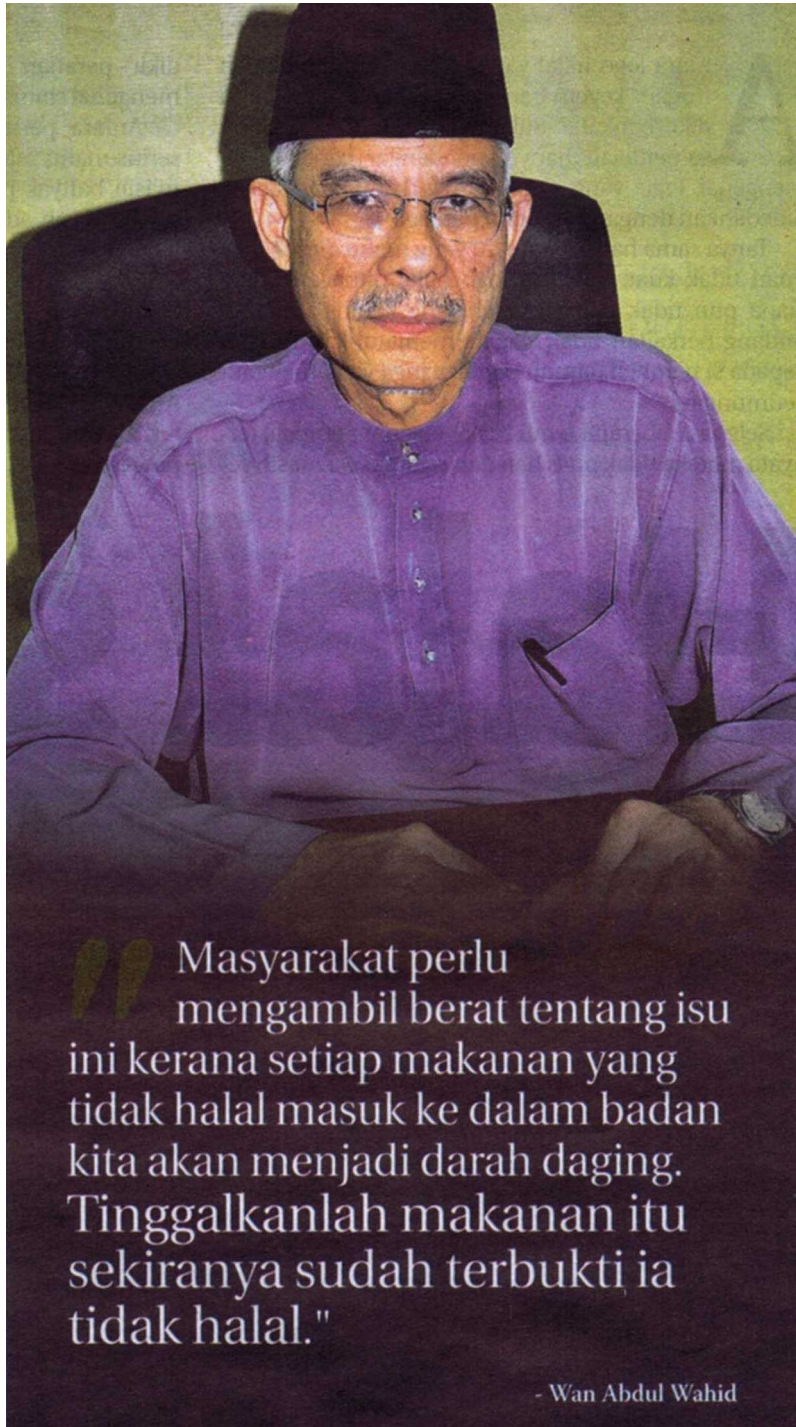 " Masyarakat perlu
mengambil berat tentang isu
ini kerana setiap makanan yang
tidak halal masuk ke dalam badan
kita akan menjadi darah daging.
Tinggalkanlah makanan itu
sekiranya sudah terbukti ia
tidak halal."
- Wan Abdul Wahid